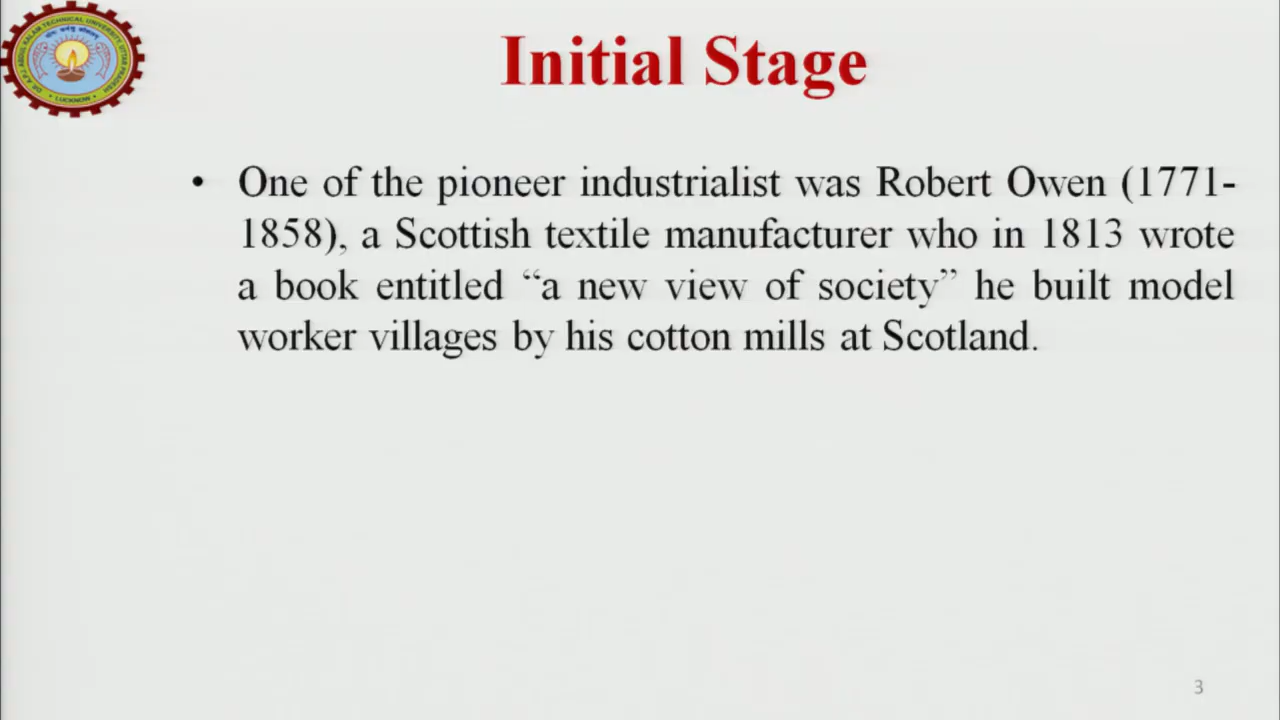 Initial Stage
• One of the pioneer industrialist was Robert Owen (1771-
1858), a Scottish textile manufacturer who in 1813 wrote
a book entitled “a new view of society” he built model
worker villages by his cotton mills at Scotland.
3